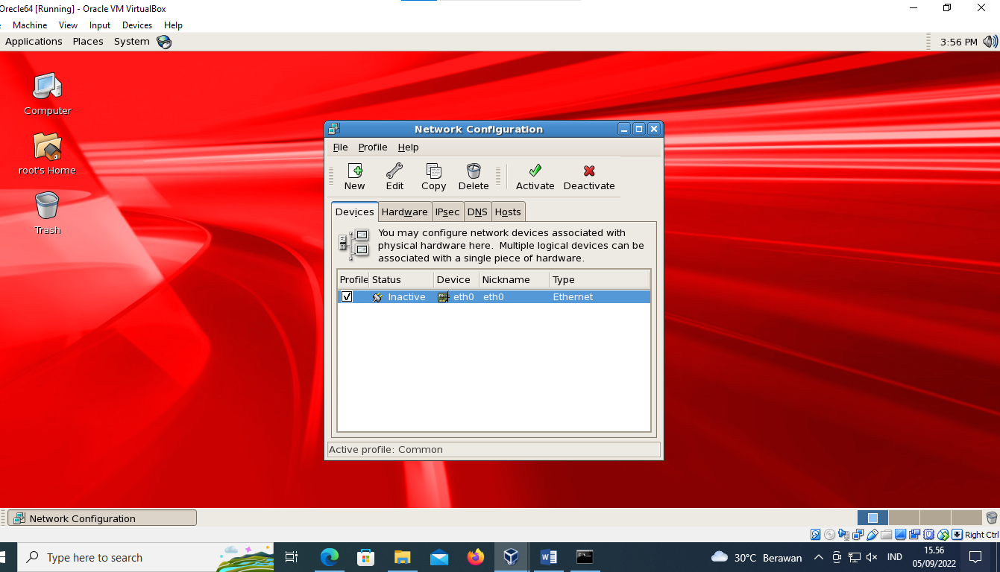 Orecle64 [Running] - Oracle VM VirtualBox
Machine View Input Devices Help
Applications Places System
3:56 PM
Computer
root's Home
Trash
Network Configuration
File Profile Help
New Edit Copy Delete Activate Deactivate
Devices Hardware IPsec DNS Hosts
You may configure network devices associated with
physical hardware here. Multiple logical devices can be
associated with a single piece of hardware.
Profile Status Device Nickname Type
Inactive eth0 eth0 Ethernet
Active profile: Common
Network Configuration
Right Ctrl
Type here to search
30°C Berawan
IND
15.56
05/09/2022